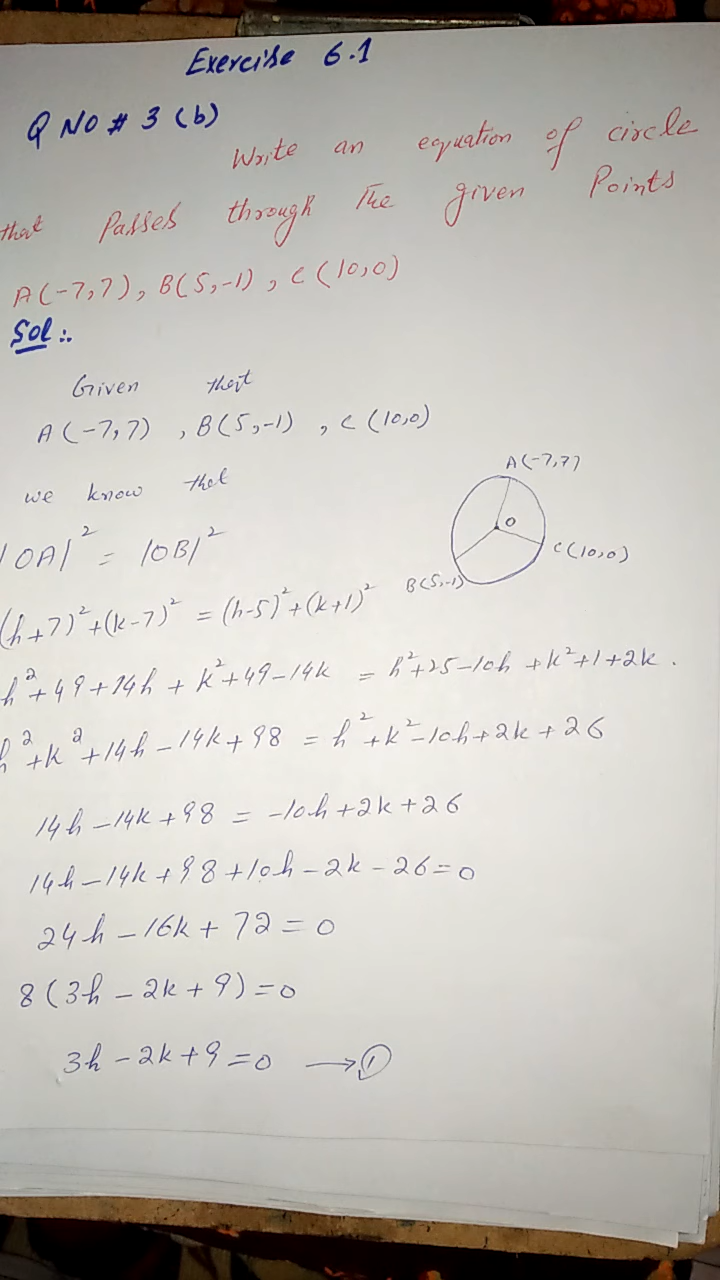 Exercise 6.1
Q NO # 3 (b)
Write an equation of circle
that Passes through The given Points
A(-7,7), B(5,-1), C(10,0)
Sol :.
Given that
A(-7,7), B(5,-1), C(10,0)
we know that
A(-7,7)
O
C(10,0)
B(5,-1)
|OA|² = |OB|²
(h+7)²+(k-7)² = (h-5)²+(k+1)²
h²+49+14h+k²+49-14k = h²+25-10h+k²+1+2k.
h²+k²+14h-14k+98 = h²+k²-10h+2k+26
14h-14k+98 = -10h+2k+26
14h-14k+98+10h-2k-26=0
24h-16k+72=0
8(3h-2k+9)=0
3h-2k+9=0 →①